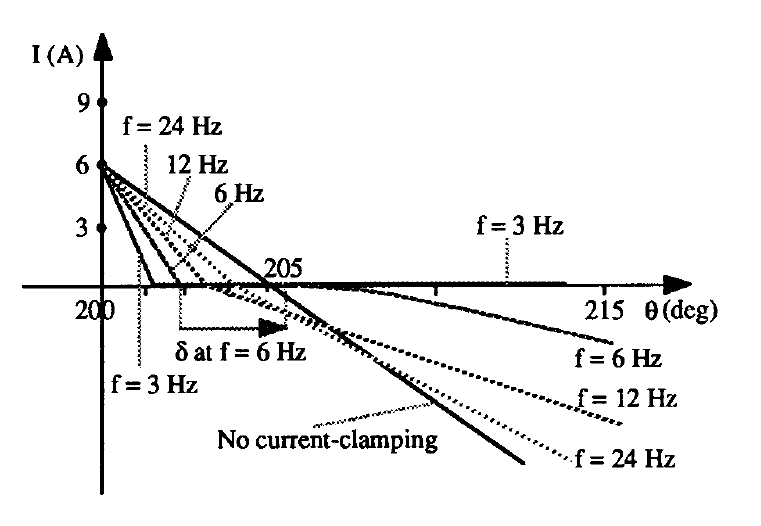 I (A)
9
f = 24 Hz
6
12 Hz
6 Hz
3
f = 3 Hz
205
200
215
θ (deg)
δ at f = 6 Hz
f = 6 Hz
f = 3 Hz
f = 12 Hz
No current-clamping
f = 24 Hz